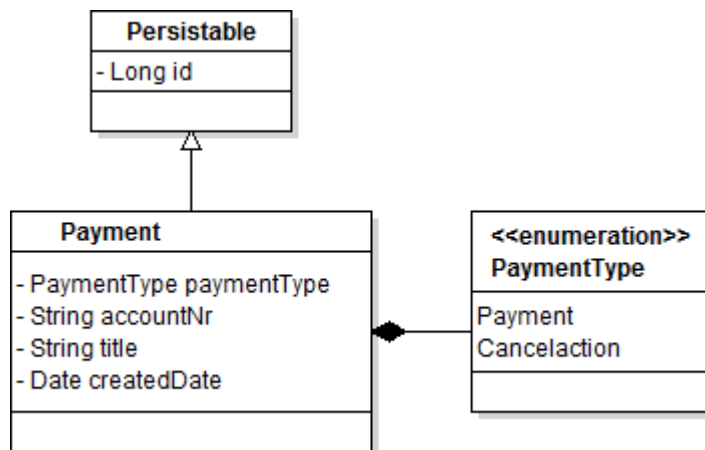 Persistable
- Long id
Payment
- PaymentType paymentType
- String accountNr
- String title
- Date createdDate
<<enumeration>>
PaymentType
Payment
Cancelaction